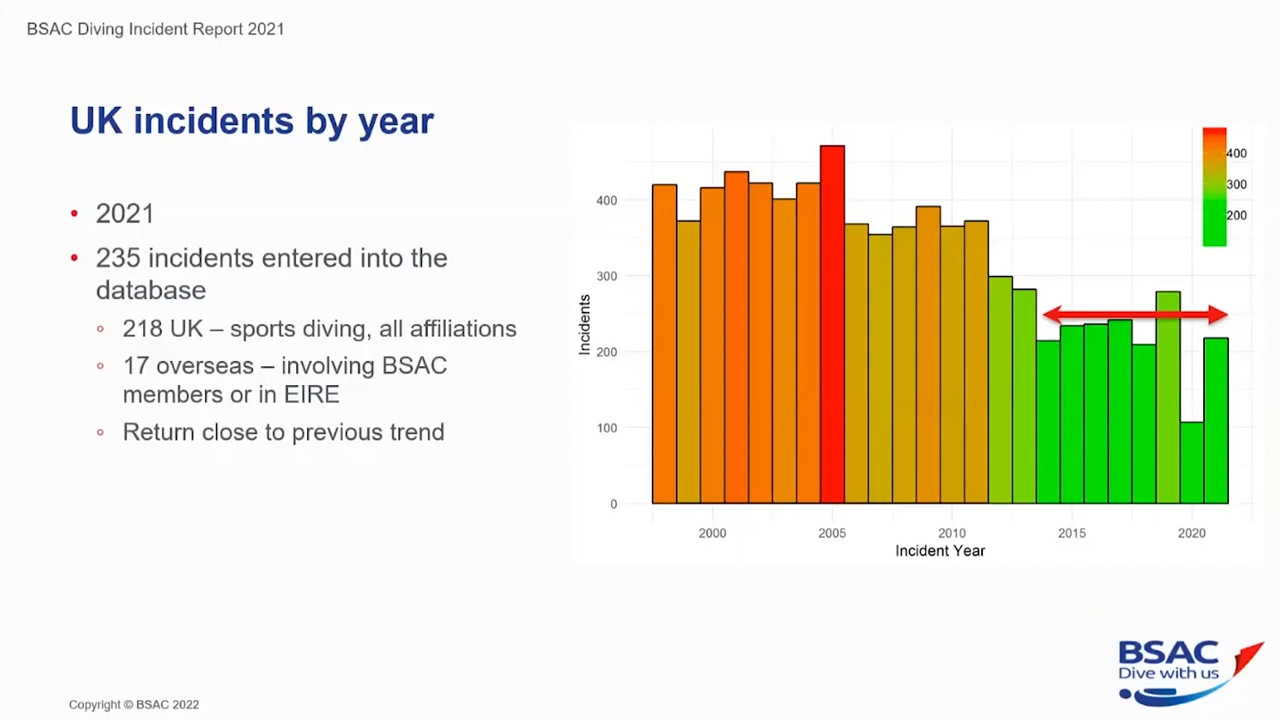 BSAC Diving Incident Report 2021
UK incidents by year
• 2021
• 235 incidents entered into the
database
◦ 218 UK – sports diving, all affiliations
◦ 17 overseas – involving BSAC
members or in EIRE
◦ Return close to previous trend
400
300
200
100
0
Incidents
2000
2005
2010
2015
2020
Incident Year
400
300
200
BSAC
Dive with us
Copyright © BSAC 2022